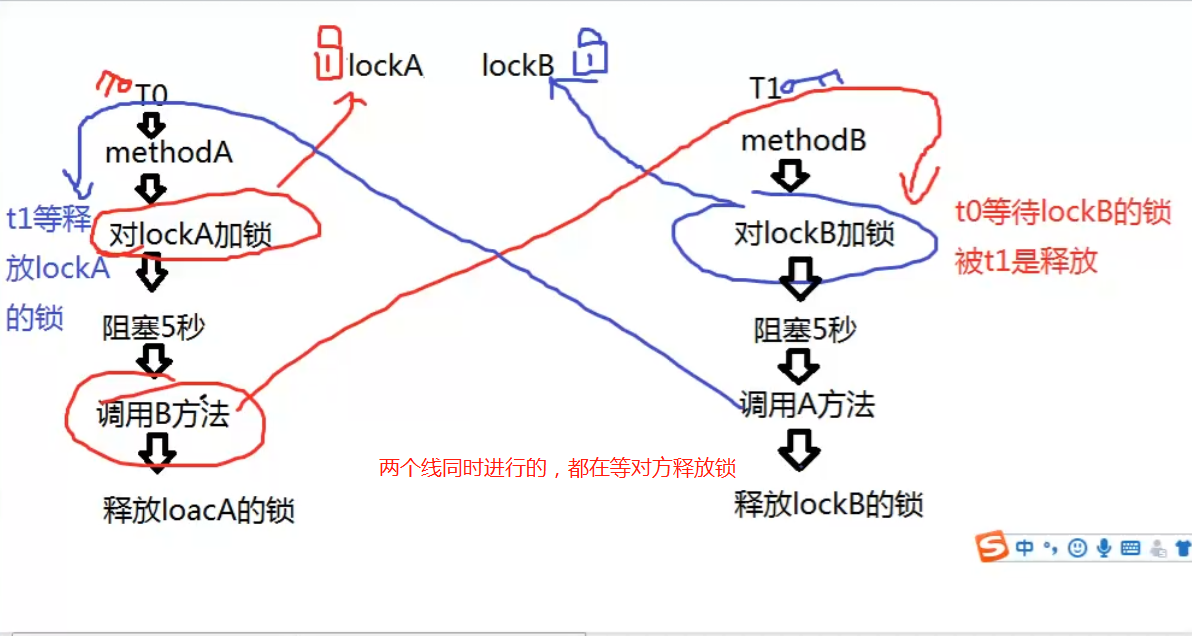 lockA
lockB
T0
T1
methodA
methodB
t1等释
放lockA
的锁
对lockA加锁
对lockB加锁
t0等待lockB的锁
被t1是释放
阻塞5秒
阻塞5秒
调用B方法
调用A方法
两个线同时进行的，都在等对方释放锁
释放loacA的锁
释放lockB的锁
中